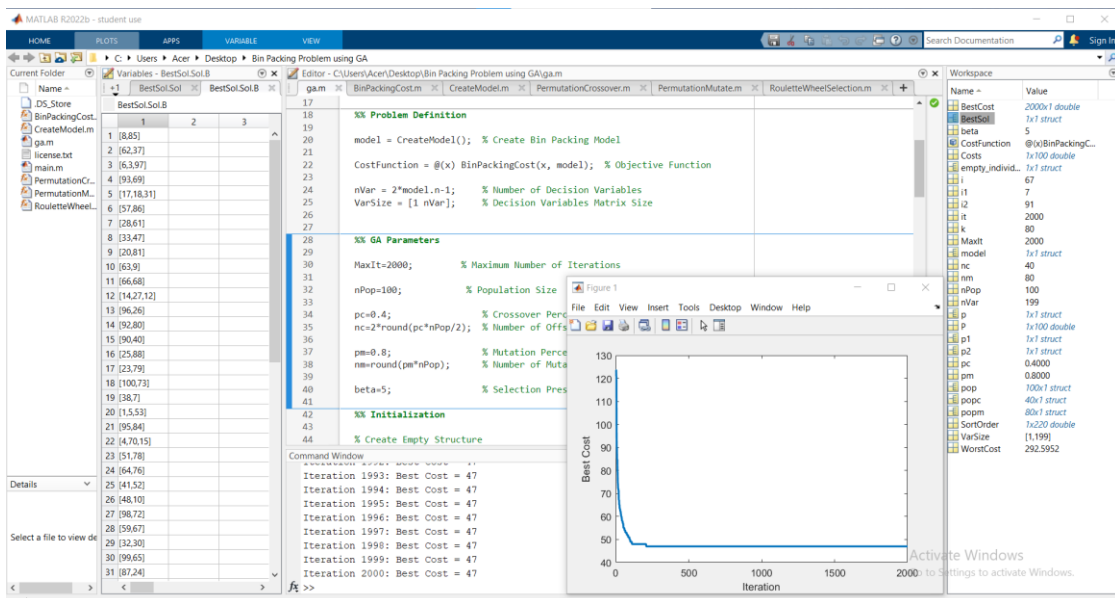 MATLAB R2022b - student use
HOME PLOTS APPS VARIABLE VIEW Search Documentation Sign In
C: Users Acer Desktop Bin Packing Problem using GA
Current Folder
Name
.DS_Store
BinPackingCost...
CreateModel.m
ga.m
license.txt
main.m
PermutationCr...
PermutationM...
RouletteWheel...
Details
Select a file to view de
Variables - BestSol.Sol.B
+1 BestSol.Sol BestSol.Sol.B
BestSol.Sol.B
1 2 3
1 [8,85]
2 [62,37]
3 [6,3,97]
4 [93,69]
5 [17,18,31]
6 [57,86]
7 [28,61]
8 [33,47]
9 [20,81]
10 [63,9]
11 [66,68]
12 [14,27,12]
13 [96,26]
14 [92,80]
15 [90,40]
16 [25,88]
17 [23,79]
18 [100,73]
19 [38,7]
20 [1,5,53]
21 [95,84]
22 [4,70,15]
23 [51,78]
24 [64,76]
25 [41,52]
26 [48,10]
27 [98,72]
28 [59,67]
29 [32,30]
30 [99,65]
31 [87,24]
Editor - C:\Users\Acer\Desktop\Bin Packing Problem using GA\ga.m
ga.m BinPackingCost.m CreateModel.m PermutationCrossover.m PermutationMutate.m RouletteWheelSelection.m +
17
18 %% Problem Definition
19
20 model = CreateModel(); % Create Bin Packing Model
21
22 CostFunction = @(x) BinPackingCost(x, model); % Objective Function
23
24 nVar = 2*model.n-1; % Number of Decision Variables
25 VarSize = [1 nVar]; % Decision Variables Matrix Size
26
27
28 %% GA Parameters
29
30 MaxIt=2000; % Maximum Number of Iterations
31
32 nPop=100; % Population Size
33
34 pc=0.4; % Crossover Perc
35 nc=2*round(pc*nPop/2); % Number of Offs
36
37 pm=0.8; % Mutation Perce
38 nm=round(pm*nPop); % Number of Muta
39
40 beta=5; % Selection Pres
41
42 %% Initialization
43
44 % Create Empty Structure
Command Window
Iteration 1992: Best Cost = 47
Iteration 1993: Best Cost = 47
Iteration 1994: Best Cost = 47
Iteration 1995: Best Cost = 47
Iteration 1996: Best Cost = 47
Iteration 1997: Best Cost = 47
Iteration 1998: Best Cost = 47
Iteration 1999: Best Cost = 47
Iteration 2000: Best Cost = 47
fx >>
Figure 1
File Edit View Insert Tools Desktop Window Help
130
120
110
100
90
80
70
60
50
40
Best Cost
0 500 1000 1500 2000
Iteration
Workspace
Name Value
BestCost 2000x1 double
BestSol 1x1 struct
beta 5
CostFunction @(x)BinPackingC...
Costs 1x100 double
empty_individ... 1x1 struct
i 67
i1 7
i2 91
it 2000
k 80
MaxIt 2000
model 1x1 struct
nc 40
nm 80
nPop 100
nVar 199
p 1x1 struct
P 1x100 double
p1 1x1 struct
p2 1x1 struct
pc 0.4000
pm 0.8000
pop 100x1 struct
popc 40x1 struct
popm 80x1 struct
SortOrder 1x220 double
VarSize [1,199]
WorstCost 292.5952
Activate Windows
to Settings to activate Windows.